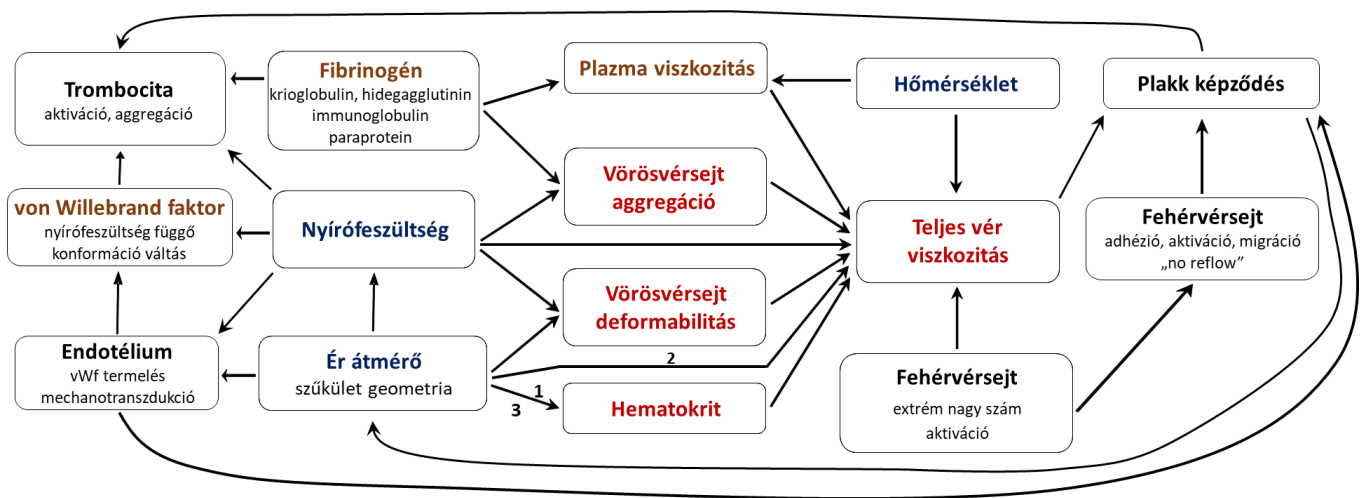 Trombocita
aktiváció, aggregáció
Fibrinogén
krioglobulin, hidegagglutinin
immunoglobulin
paraprotein
Plazma viszkozitás
Hőmérséklet
Plakk képződés
von Willebrand faktor
nyírófeszültség függő
konformáció váltás
Nyírófeszültség
Vörösvérsejt
aggregáció
Teljes vér
viszkozitás
Fehérvérsejt
adhézió, aktiváció, migráció
„no reflow”
Vörösvérsejt
deformabilitás
Endotélium
vWf termelés
mechanotranszdukció
Ér átmérő
szűkület geometria
2
1
3
Hematokrit
Fehérvérsejt
extrém nagy szám
aktiváció